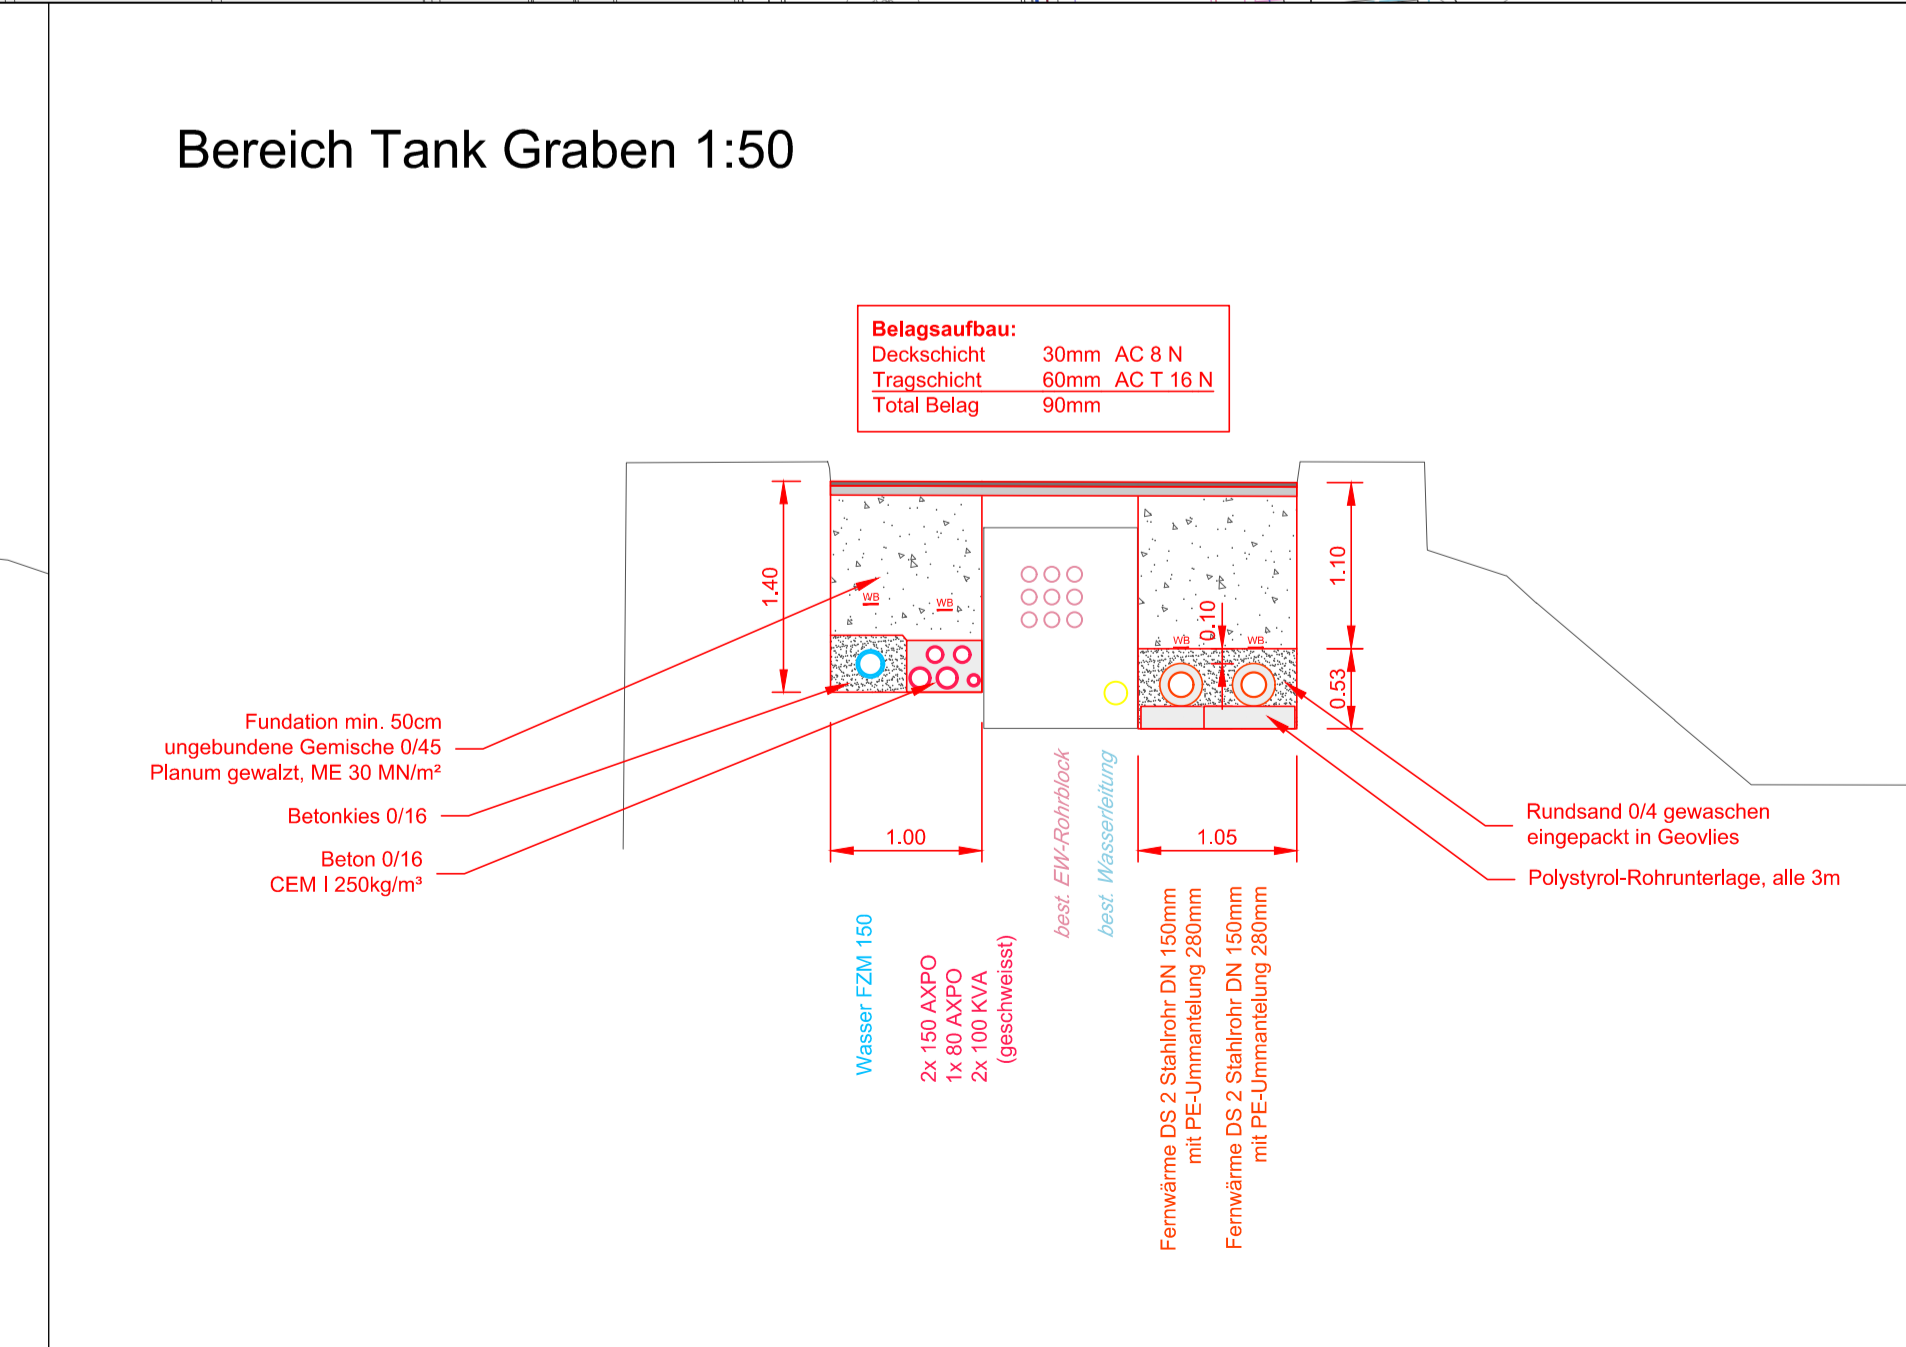 Bereich Tank Graben 1:50
Belagsaufbau:
Deckschicht 30mm AC 8 N
Tragschicht 60mm AC T 16 N
Total Belag 90mm
1.40
1.10
0.10
0.53
WB
WB
WB
WB
Fundation min. 50cm
ungebundene Gemische 0/45
Planum gewalzt, ME 30 MN/m²
Betonkies 0/16
Beton 0/16
CEM I 250kg/m³
1.00
1.05
Rundsand 0/4 gewaschen
eingepackt in Geovlies
Polystyrol-Rohrunterlage, alle 3m
Wasser FZM 150
2x 150 AXPO
1x 80 AXPO
2x 100 KVA
(geschweisst)
best. EW-Rohrblock
best. Wasserleitung
Fernwärme DS 2 Stahlrohr DN 150mm
mit PE-Ummantelung 280mm
Fernwärme DS 2 Stahlrohr DN 150mm
mit PE-Ummantelung 280mm